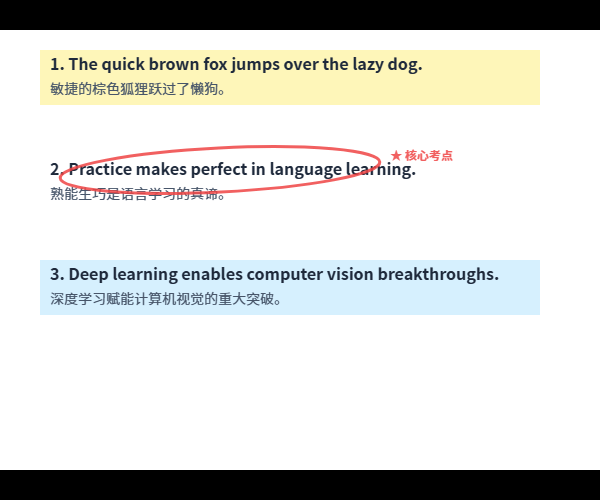 1. The quick brown fox jumps over the lazy dog.
敏捷的棕色狐狸跃过了懒狗。
★ 核心考点
2. Practice makes perfect in language learning.
熟能生巧是语言学习的真谛。
3. Deep learning enables computer vision breakthroughs.
深度学习赋能计算机视觉的重大突破。